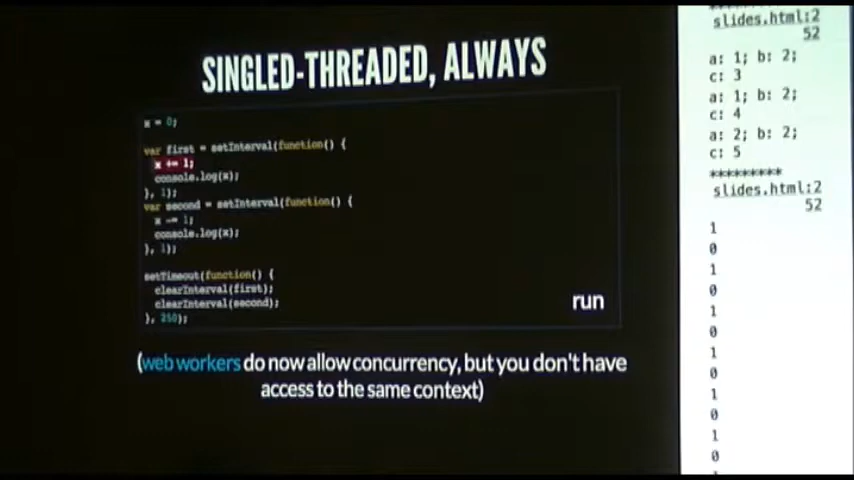 SINGLED-THREADED, ALWAYS
x = 0;
var first = setInterval(function() {
x += 1;
console.log(x);
}, 1);
var second = setInterval(function() {
x -= 1;
console.log(x);
}, 1);
setTimeout(function() {
clearInterval(first);
clearInterval(second);
}, 250);
run
(web workers do now allow concurrency, but you don't have
access to the same context)
slides.html:2
52
a: 1; b: 2;
c: 3
a: 1; b: 2;
c: 4
a: 2; b: 2;
c: 5
*********
slides.html:2
52
1
0
1
0
1
0
1
0
1
0
1
0